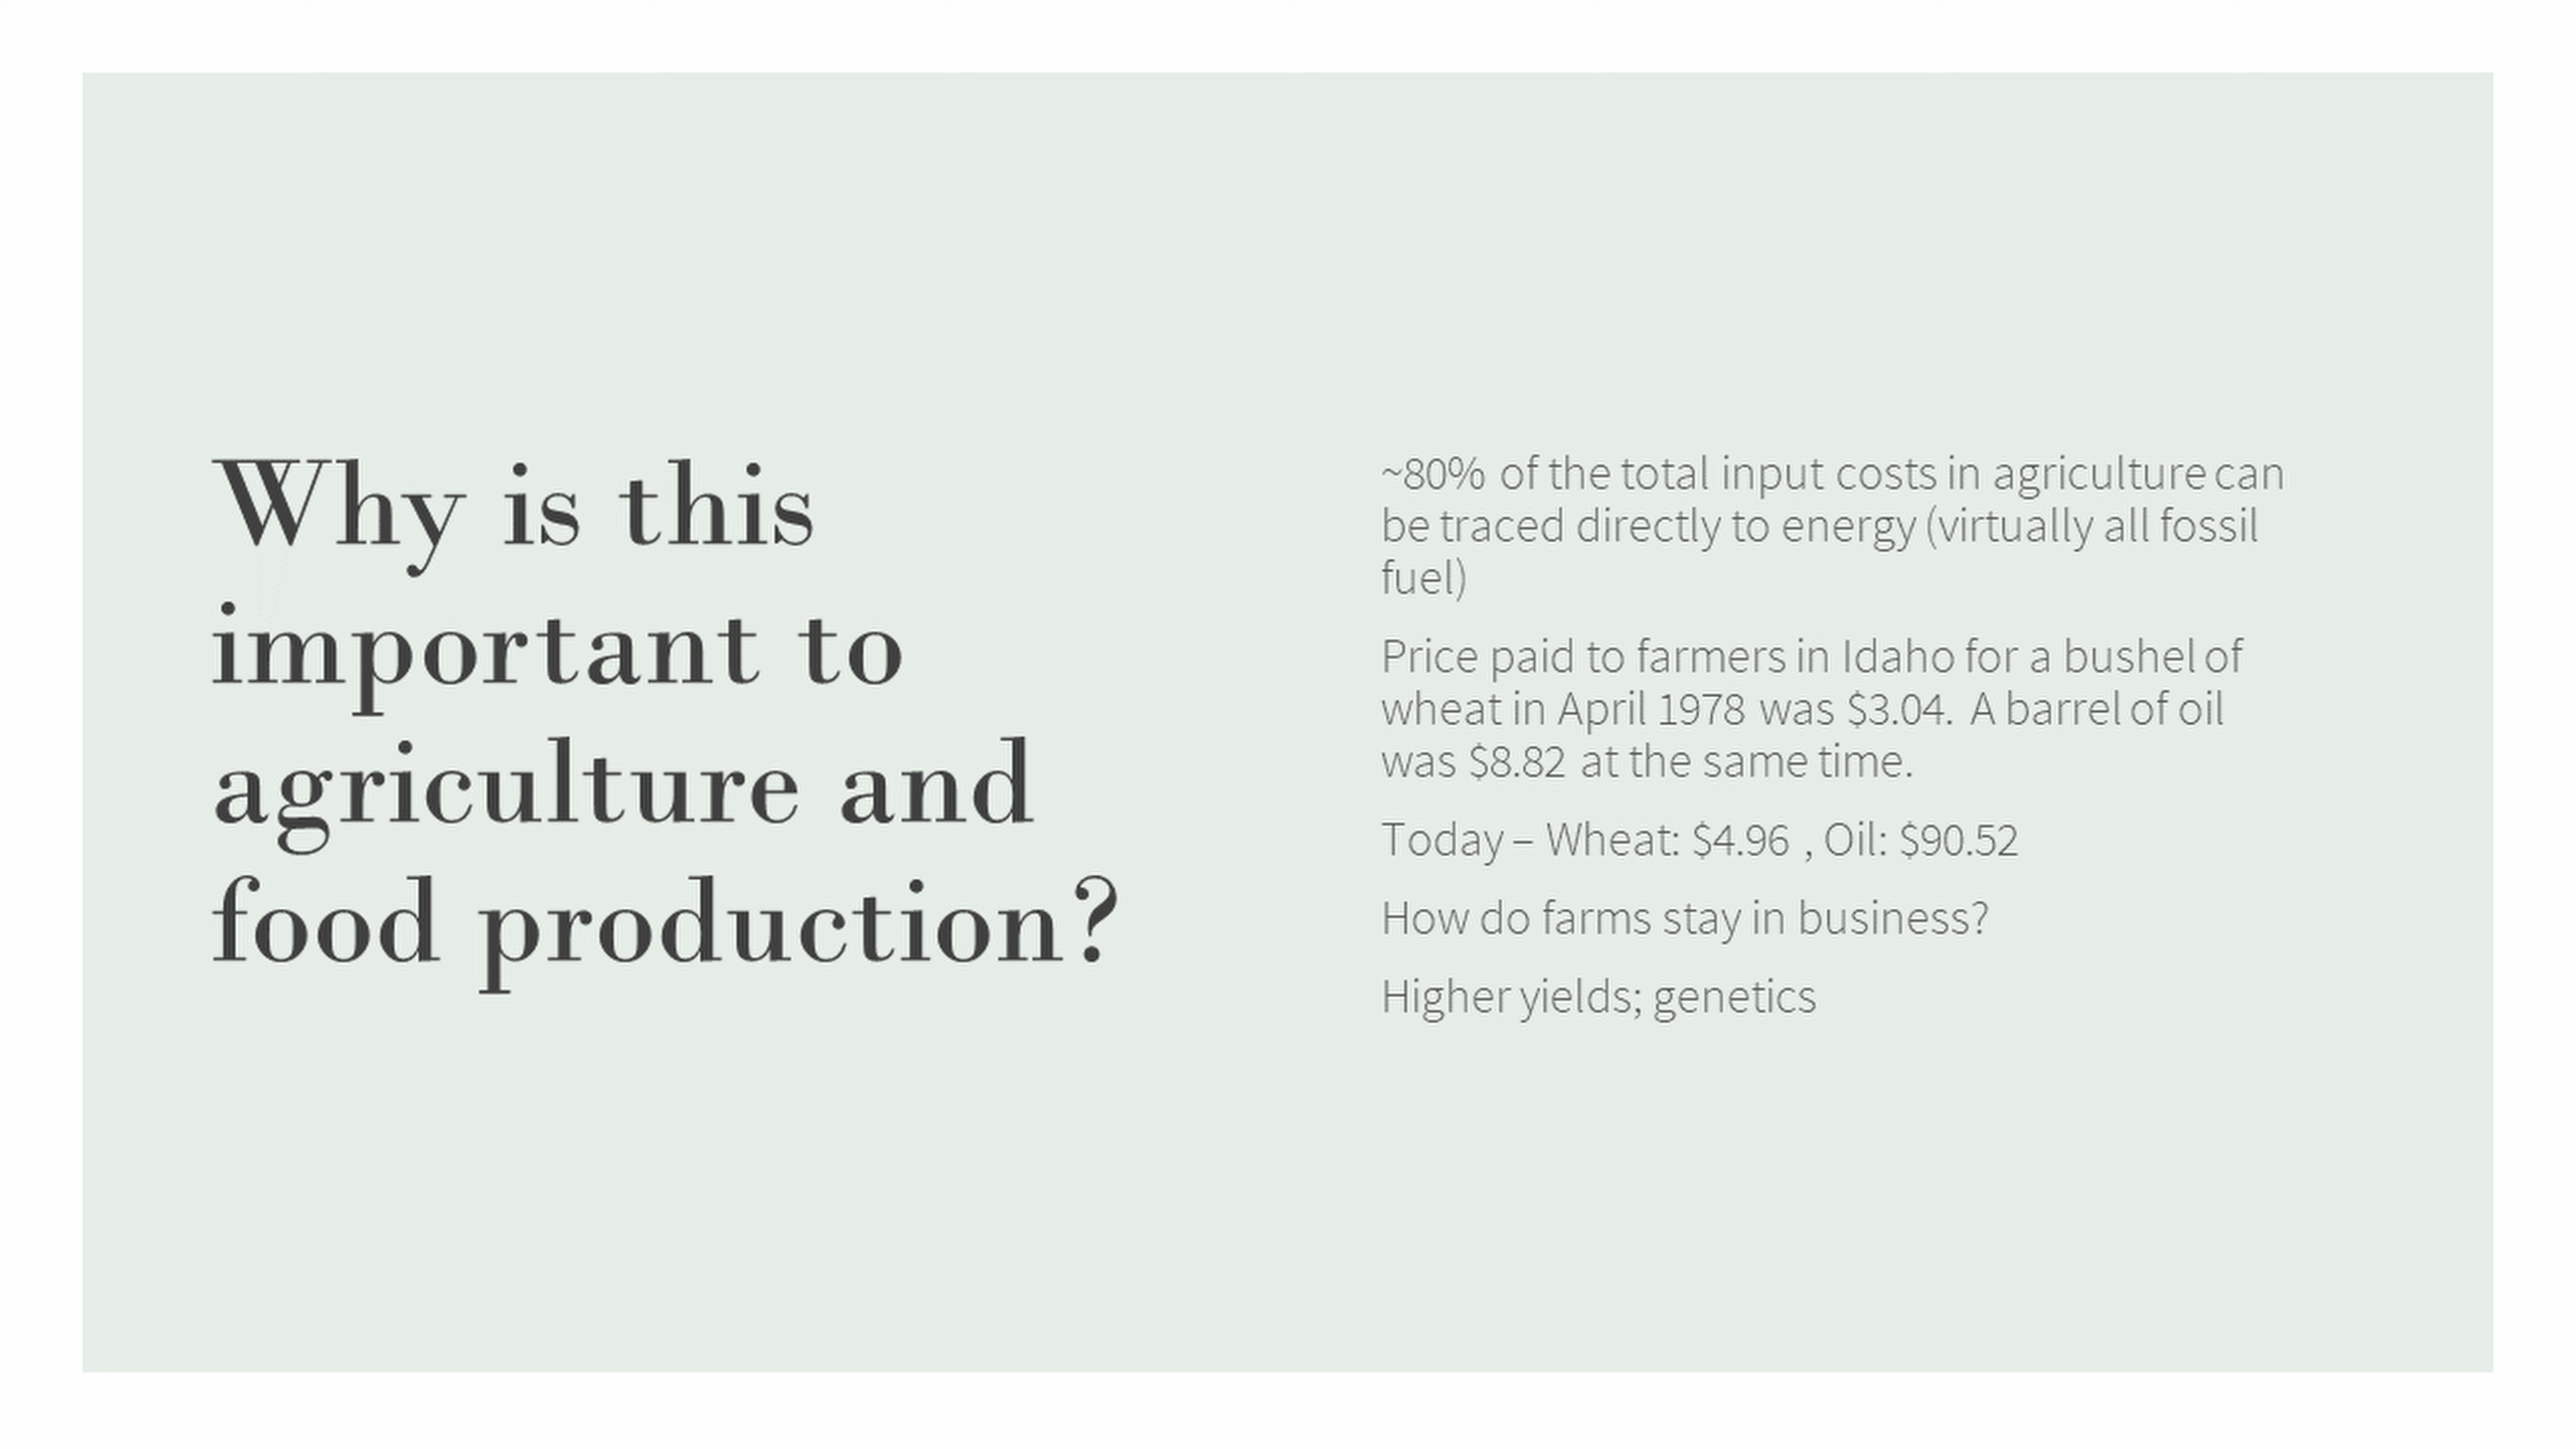 Why is this
important to
agriculture and
food production?
~80% of the total input costs in agriculture can
be traced directly to energy (virtually all fossil
fuel)
Price paid to farmers in Idaho for a bushel of
wheat in April 1978 was $3.04. A barrel of oil
was $8.82 at the same time.
Today – Wheat: $4.96 , Oil: $90.52
How do farms stay in business?
Higher yields; genetics